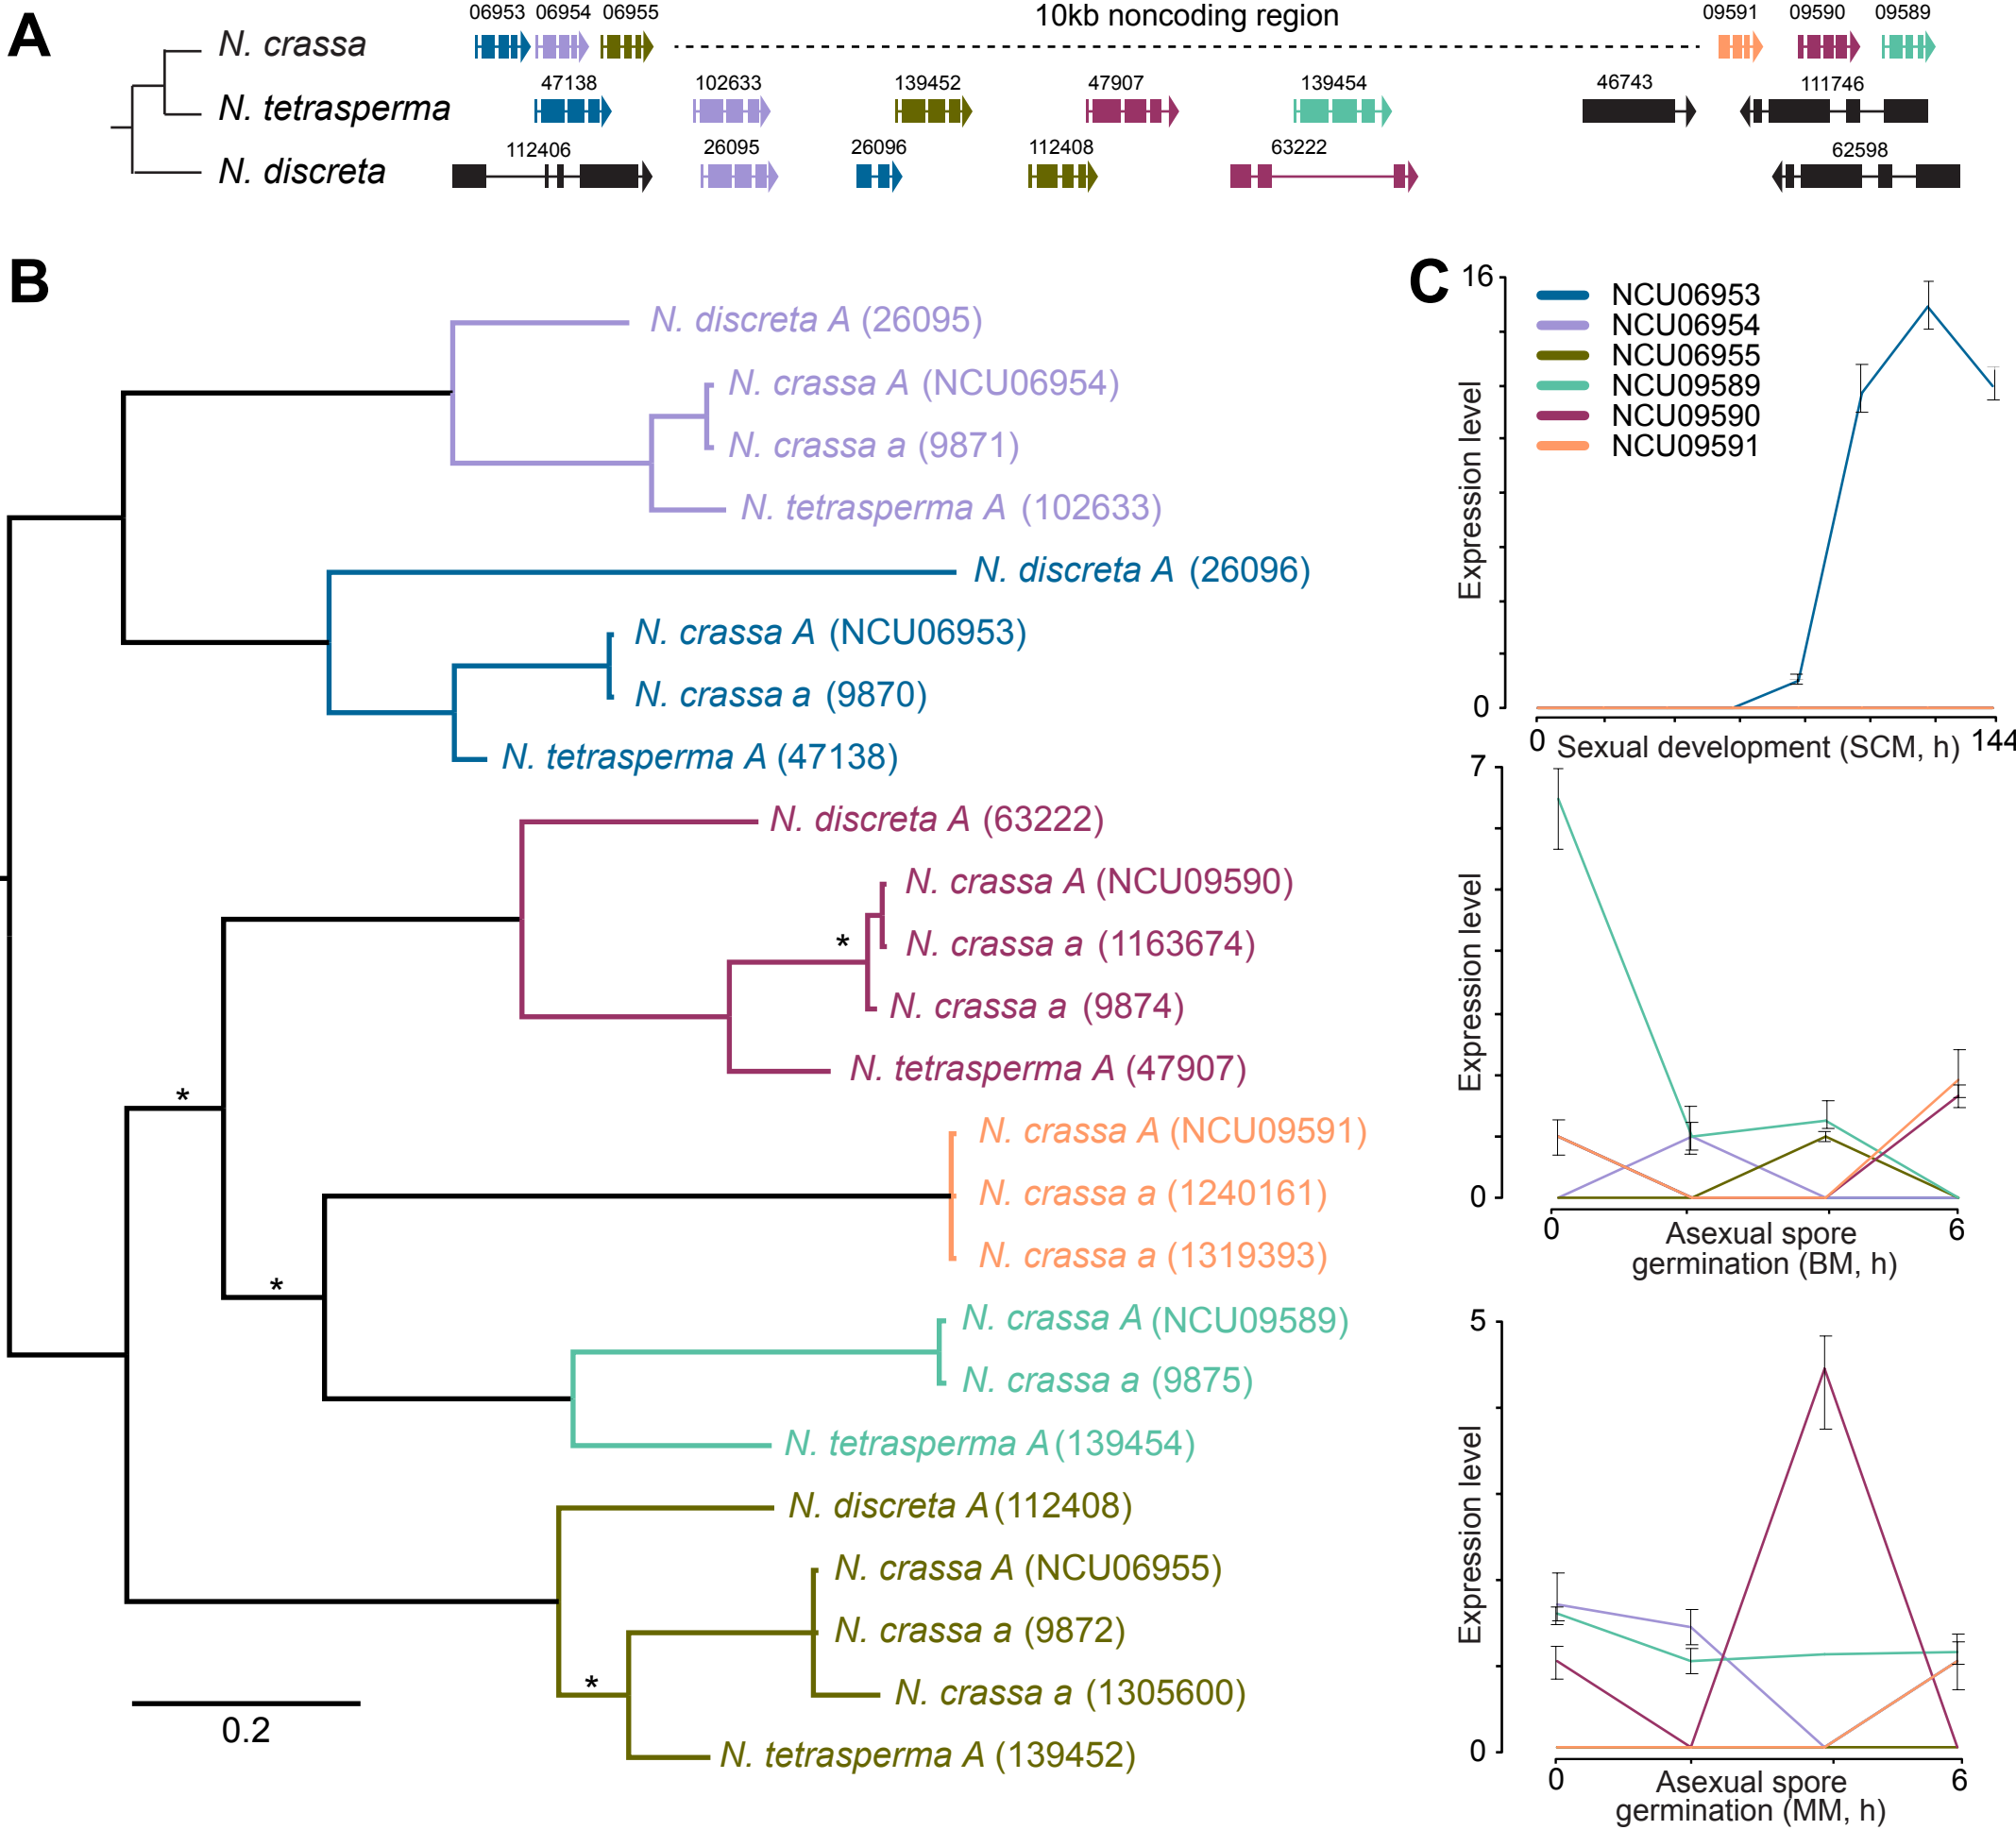 A
N. crassa
06953 06954 06955
10kb noncoding region
09591 09590 09589
N. tetrasperma
47138 102633 139452 47907 139454 46743 111746
N. discreta
112406 26095 26096 112408 63222 62598
B
N. discreta A (26095)
N. crassa A (NCU06954)
N. crassa a (9871)
N. tetrasperma A (102633)
N. discreta A (26096)
N. crassa A (NCU06953)
N. crassa a (9870)
N. tetrasperma A (47138)
N. discreta A (63222)
N. crassa A (NCU09590)
*
N. crassa a (1163674)
N. crassa a (9874)
N. tetrasperma A (47907)
*
N. crassa A (NCU09591)
N. crassa a (1240161)
N. crassa a (1319393)
*
N. crassa A (NCU09589)
N. crassa a (9875)
N. tetrasperma A (139454)
N. discreta A (112408)
N. crassa A (NCU06955)
N. crassa a (9872)
*
N. crassa a (1305600)
N. tetrasperma A (139452)
0.2
C
16
NCU06953
NCU06954
NCU06955
NCU09589
NCU09590
NCU09591
Expression level
0
0 Sexual development (SCM, h) 144
7
Expression level
0
0 Asexual spore 6
germination (BM, h)
5
Expression level
0
0 Asexual spore 6
germination (MM, h)